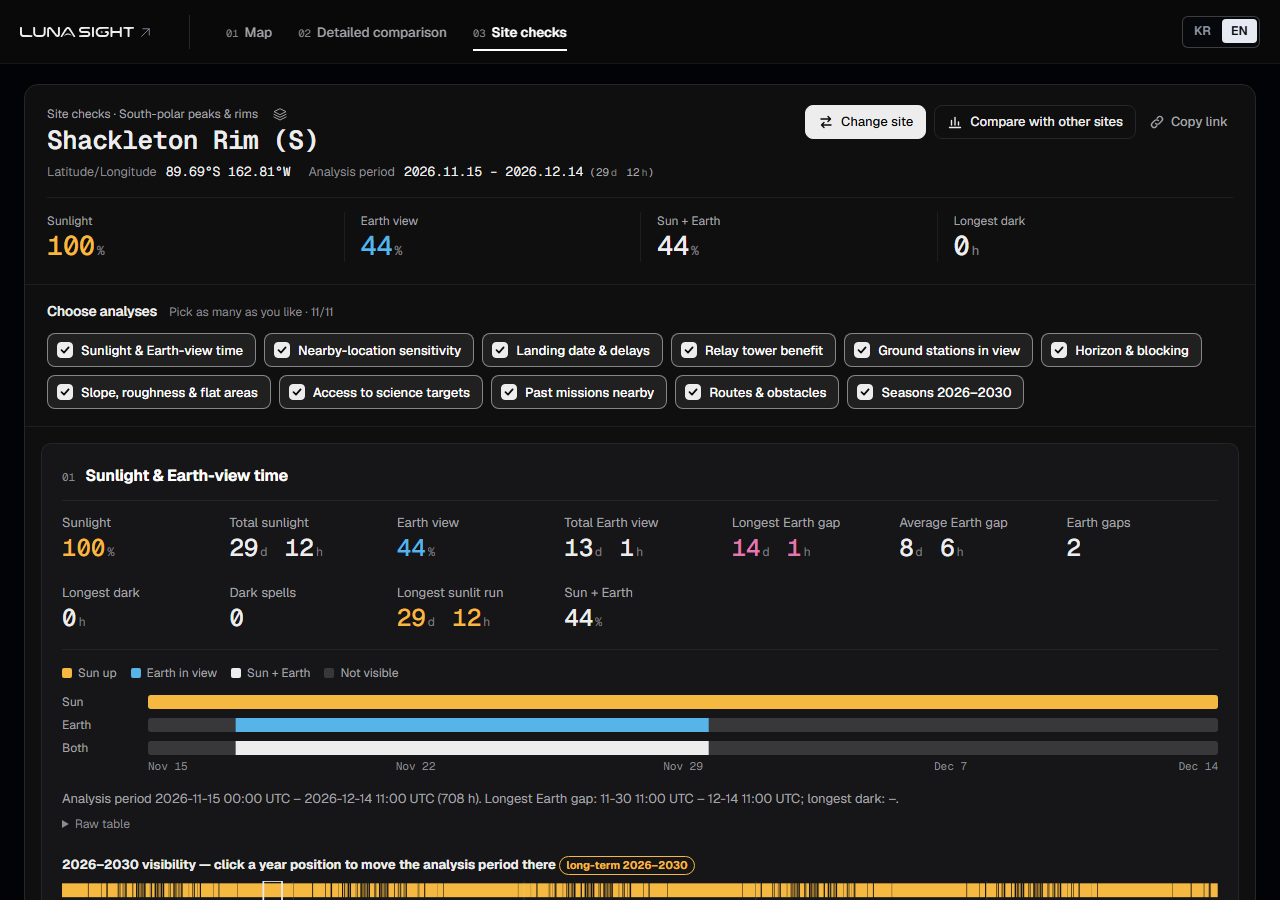 LUNA SIGHT
01 Map
02 Detailed comparison
03 Site checks
KR EN
Site checks · South-polar peaks & rims
Shackleton Rim (S)
Change site
Compare with other sites
Copy link
Latitude/Longitude 89.69°S 162.81°W Analysis period 2026.11.15 – 2026.12.14 (29d 12h)
Sunlight Earth view Sun + Earth Longest dark
100% 44% 44% 0h
Choose analyses Pick as many as you like · 11/11
Sunlight & Earth-view time Nearby-location sensitivity Landing date & delays Relay tower benefit Ground stations in view Horizon & blocking
Slope, roughness & flat areas Access to science targets Past missions nearby Routes & obstacles Seasons 2026–2030
01 Sunlight & Earth-view time
Sunlight Total sunlight Earth view Total Earth view Longest Earth gap Average Earth gap Earth gaps
100% 29d 12h 44% 13d 1h 14d 1h 8d 6h 2
Longest dark Dark spells Longest sunlit run Sun + Earth
0h 0 29d 12h 44%
Sun up Earth in view Sun + Earth Not visible
Sun
Earth
Both
Nov 15 Nov 22 Nov 29 Dec 7 Dec 14
Analysis period 2026-11-15 00:00 UTC – 2026-12-14 11:00 UTC (708 h). Longest Earth gap: 11-30 11:00 UTC – 12-14 11:00 UTC; longest dark: –.
Raw table
2026–2030 visibility — click a year position to move the analysis period there long-term 2026–2030